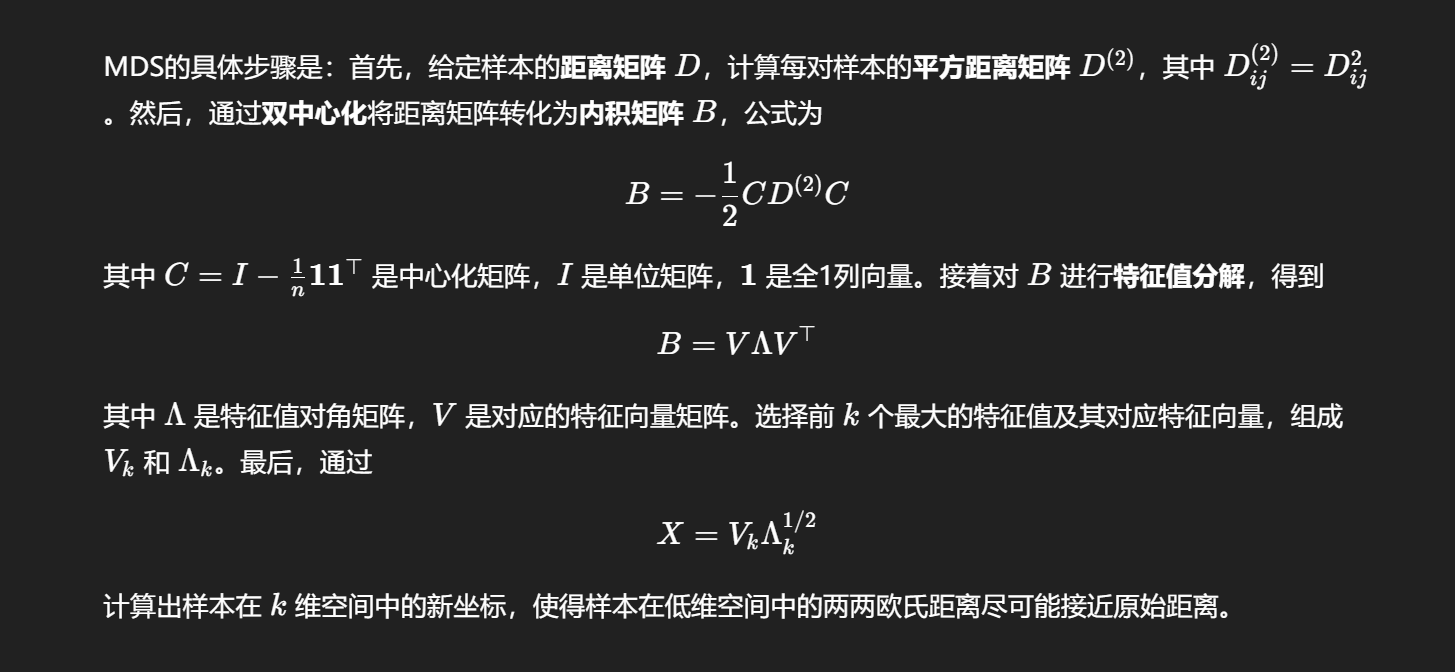 MDS的具体步骤是：首先，给定样本的距离矩阵 D，计算每对样本的平方距离矩阵 D^{(2)}，其中 D_{ij}^{(2)} = D_{ij}^2
。然后，通过双中心化将距离矩阵转化为内积矩阵 B，公式为
B = -\frac{1}{2} C D^{(2)} C
其中 C = I - \frac{1}{n} \mathbf{1}\mathbf{1}^⊤ 是中心化矩阵，I 是单位矩阵，\mathbf{1} 是全1列向量。接着对 B 进行特征值分解，得到
B = VΛV^⊤
其中 Λ 是特征值对角矩阵，V 是对应的特征向量矩阵。选择前 k 个最大的特征值及其对应特征向量，组成
V_k 和 Λ_k。最后，通过
X = V_k Λ_k^{1/2}
计算出样本在 k 维空间中的新坐标，使得样本在低维空间中的两两欧氏距离尽可能接近原始距离。